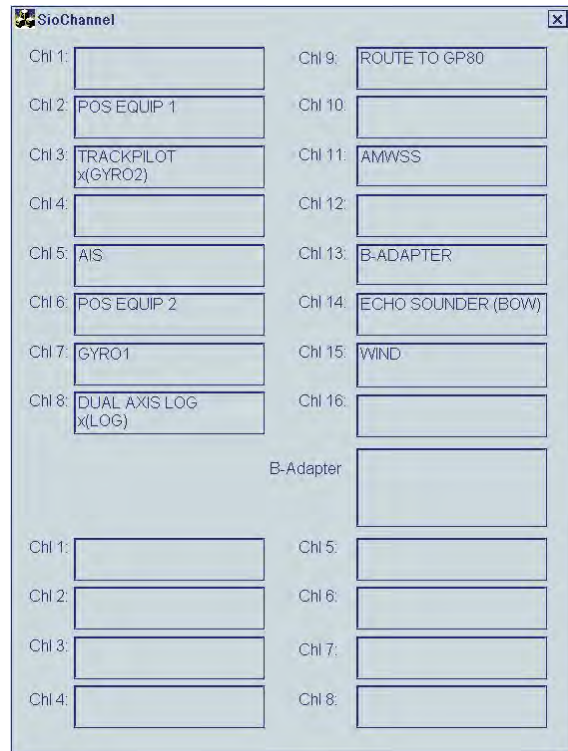 SioChannel
Chl 1:
Chl 2: POS EQUIP 1
Chl 3: TRACKPILOT
x(GYRO2)
Chl 4:
Chl 5: AIS
Chl 6: POS EQUIP 2
Chl 7: GYRO1
Chl 8: DUAL AXIS LOG
x(LOG)
Chl 9: ROUTE TO GP80
Chl 10:
Chl 11: AMWSS
Chl 12:
Chl 13: B-ADAPTER
Chl 14: ECHO SOUNDER (BOW)
Chl 15: WIND
Chl 16:
B-Adapter
Chl 1:
Chl 2:
Chl 3:
Chl 4:
Chl 5:
Chl 6:
Chl 7:
Chl 8: